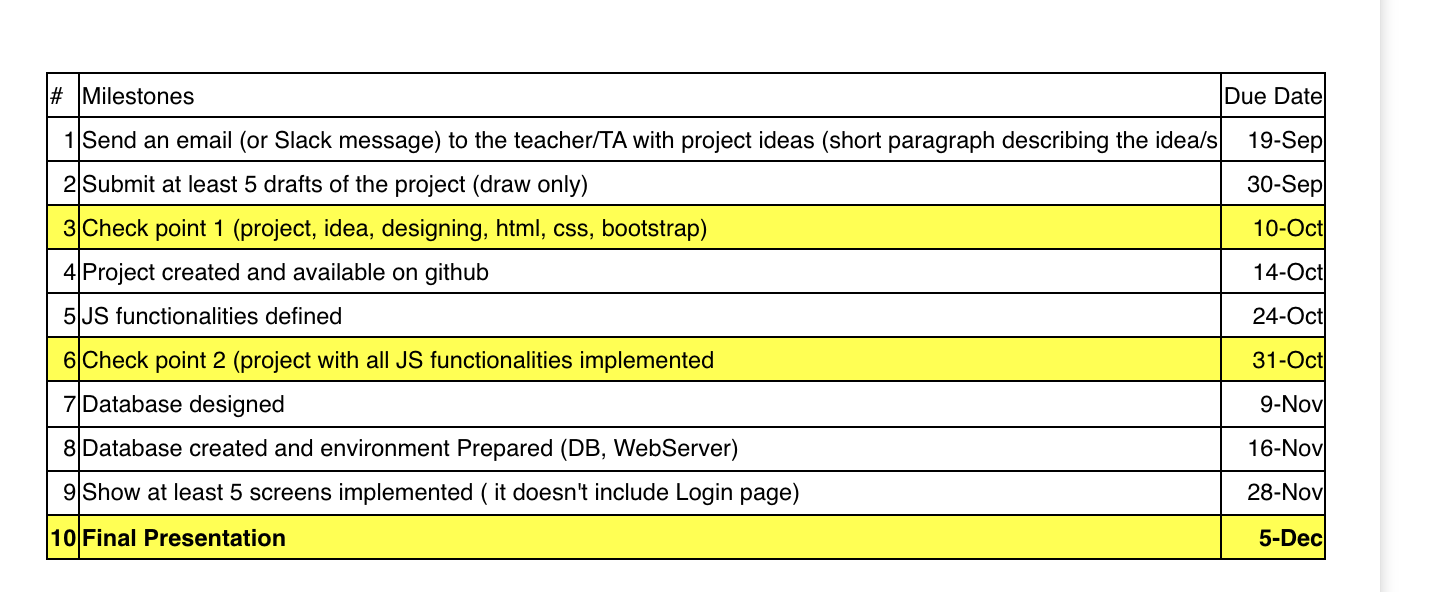 # Milestones Due Date
1 Send an email (or Slack message) to the teacher/TA with project ideas (short paragraph describing the idea/s 19-Sep
2 Submit at least 5 drafts of the project (draw only) 30-Sep
3 Check point 1 (project, idea, designing, html, css, bootstrap) 10-Oct
4 Project created and available on github 14-Oct
5 JS functionalities defined 24-Oct
6 Check point 2 (project with all JS functionalities implemented 31-Oct
7 Database designed 9-Nov
8 Database created and environment Prepared (DB, WebServer) 16-Nov
9 Show at least 5 screens implemented ( it doesn't include Login page) 28-Nov
10 Final Presentation 5-Dec